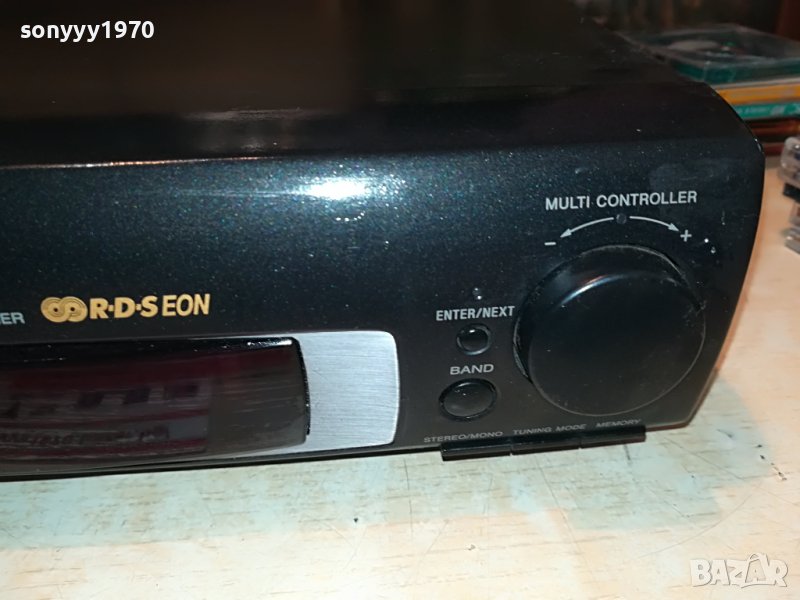 sonyyy1970
MULTI CONTROLLER
- +
R·D·S EON
ENTER/NEXT
BAND
STEREO/MONO TUNING MODE MEMORY
BAZAR